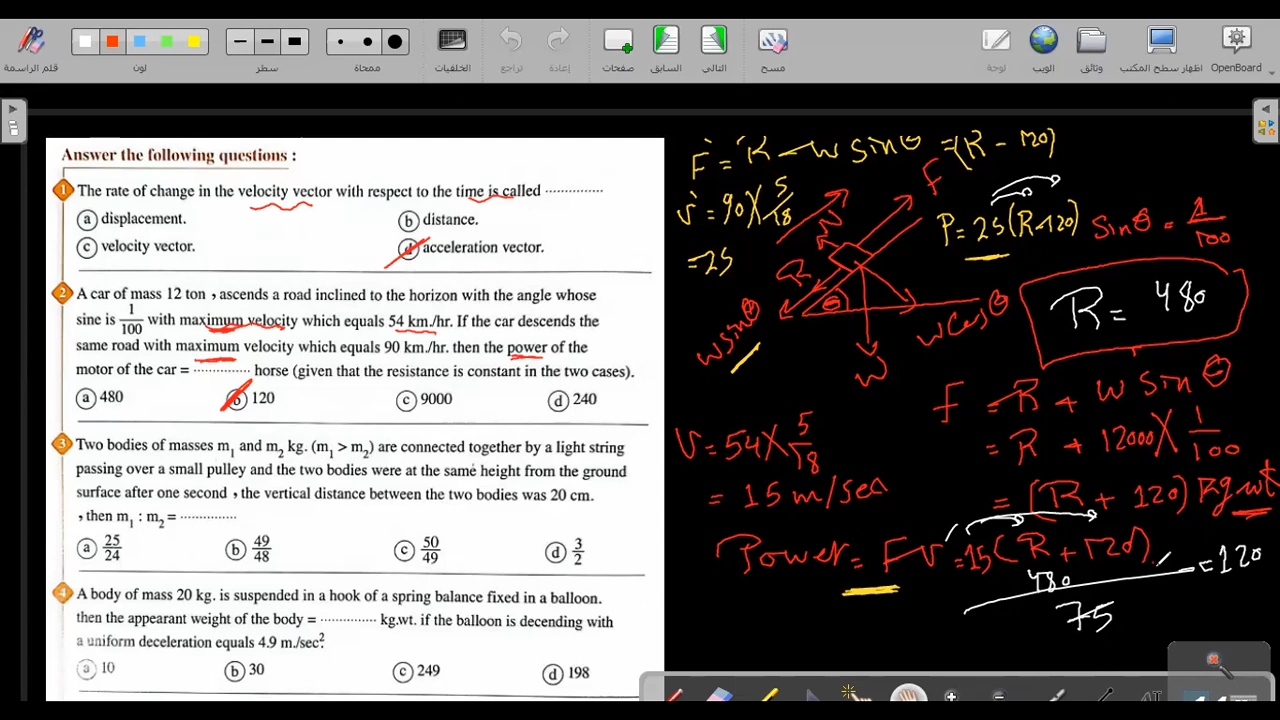 قلم الراسمة
لون
سطر
ممحاة
الخلفيات
تراجع
إعادة
صفحات
السابق
التالي
مسح
لوحة
الويب
وثائق
اظهار سطح المكتب
OpenBoard
Answer the following questions :
1 The rate of change in the velocity vector with respect to the time is called ..............
a displacement.
b distance.
c velocity vector.
d acceleration vector.
2 A car of mass 12 ton , ascends a road inclined to the horizon with the angle whose
sine is 1/100 with maximum velocity which equals 54 km./hr. If the car descends the
same road with maximum velocity which equals 90 km./hr. then the power of the
motor of the car = .............. horse (given that the resistance is constant in the two cases).
a 480
b 120
c 9000
d 240
3 Two bodies of masses m1 and m2 kg. (m1 > m2) are connected together by a light string
passing over a small pulley and the two bodies were at the same height from the ground
surface after one second , the vertical distance between the two bodies was 20 cm.
, then m1 : m2 = ..............
a 25/24
b 49/48
c 50/49
d 3/2
4 A body of mass 20 kg. is suspended in a hook of a spring balance fixed in a balloon.
then the appearant weight of the body = .............. kg.wt. if the balloon is decending with
a uniform deceleration equals 4.9 m./sec².
a 10
b 30
c 249
d 198
F' = R - W sin θ = (R - 120)
V' = 90 × 5/18
= 25
P = 25(R-120)
Sin θ = 1/100
F
R
θ
W sin θ
W cos θ
W
R = 480
F = R + W sin θ
= R + 12000 × 1/100
= (R + 120) Kg.wt
V = 54 × 5/18
= 15 m/sec
Power = FV = 15(R + 120) = 120
480
75